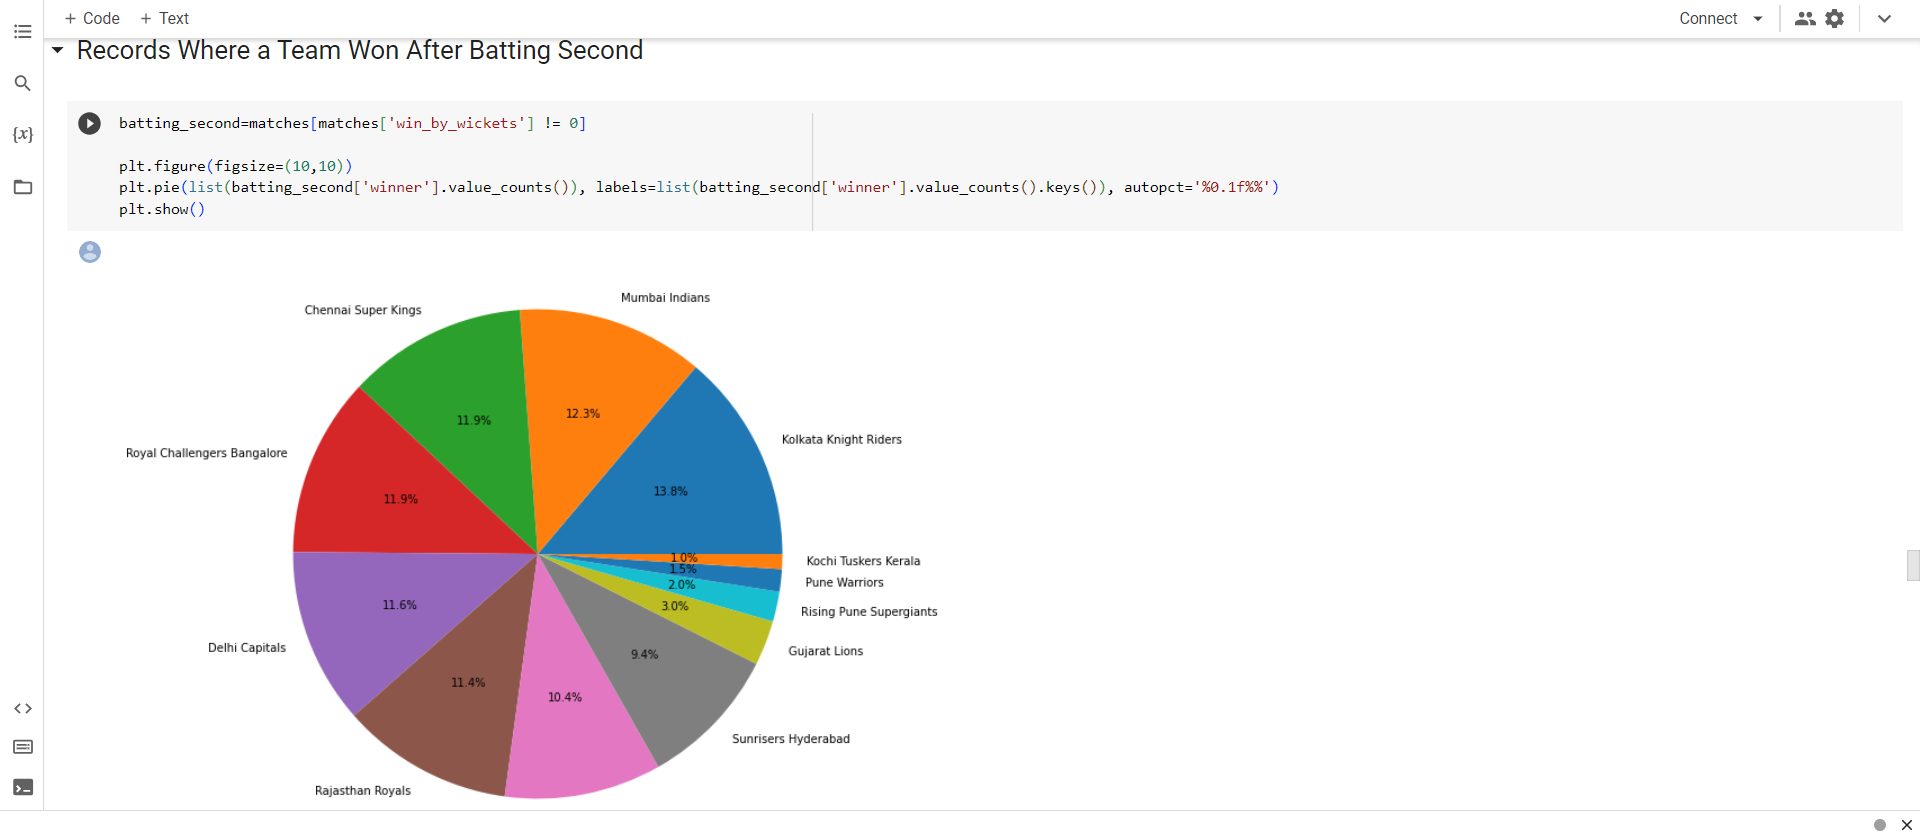 + Code + Text Connect
Records Where a Team Won After Batting Second
{x}
batting_second=matches[matches['win_by_wickets'] != 0]
plt.figure(figsize=(10,10))
plt.pie(list(batting_second['winner'].value_counts()), labels=list(batting_second['winner'].value_counts().keys()), autopct='%0.1f%%')
plt.show()
Mumbai Indians
Chennai Super Kings
12.3%
11.9%
Kolkata Knight Riders
Royal Challengers Bangalore
13.8%
11.9%
1.0%
Kochi Tuskers Kerala
1.5%
Pune Warriors
2.0%
11.6%
3.0%
Rising Pune Supergiants
Delhi Capitals
Gujarat Lions
9.4%
11.4%
10.4%
Sunrisers Hyderabad
Rajasthan Royals